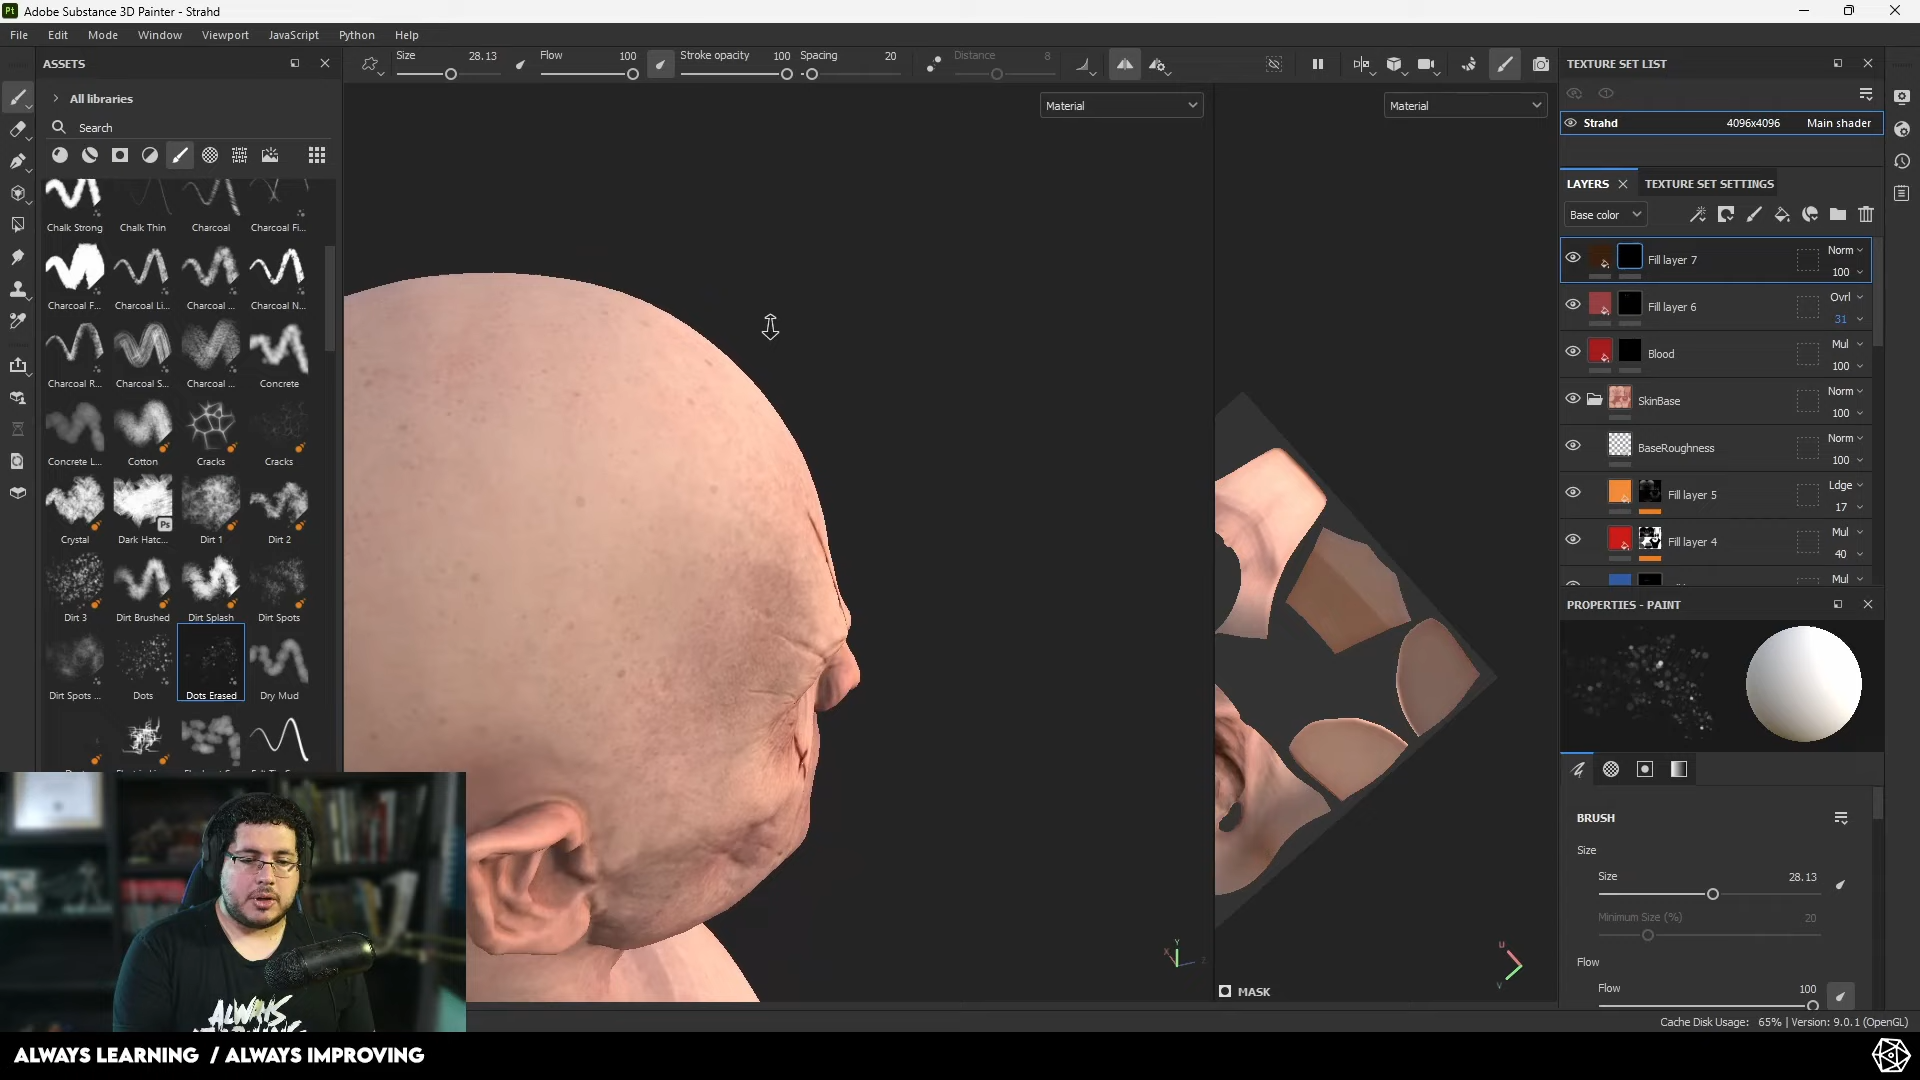 Adobe Substance 3D Painter - Strahd
File Edit Mode Window Viewport JavaScript Python Help
ASSETS
Size 28.13 Flow 100 Stroke opacity 100 Spacing 20 Distance 8
TEXTURE SET LIST
All libraries
Search
Material
Material
Strahd 4096x4096 Main shader
LAYERS TEXTURE SET SETTINGS
Base color
Chalk Strong Chalk Thin Charcoal Charcoal Fi...
Charcoal F... Charcoal Li... Charcoal ... Charcoal N...
Charcoal R... Charcoal S... Charcoal ... Concrete
Concrete L... Cotton Cracks Cracks
Crystal Dark Hatc... Dirt 1 Dirt 2
Ps
Dirt 3 Dirt Brushed Dirt Splash Dirt Spots
Dirt Spots ... Dots Dots Erased Dry Mud
Fill layer 7 Norm 100
Fill layer 6 Ovrl 31
Blood Mul 100
SkinBase Norm 100
BaseRoughness Norm 100
Fill layer 5 Ldge 17
Fill layer 4 Mul 40
Mul
PROPERTIES - PAINT
BRUSH
Size
Size 28.13
Minimum Size (%) 20
Flow
Flow 100
MASK
Cache Disk Usage: 65% | Version: 9.0.1 (OpenGL)
ALWAYS
ALWAYS LEARNING / ALWAYS IMPROVING